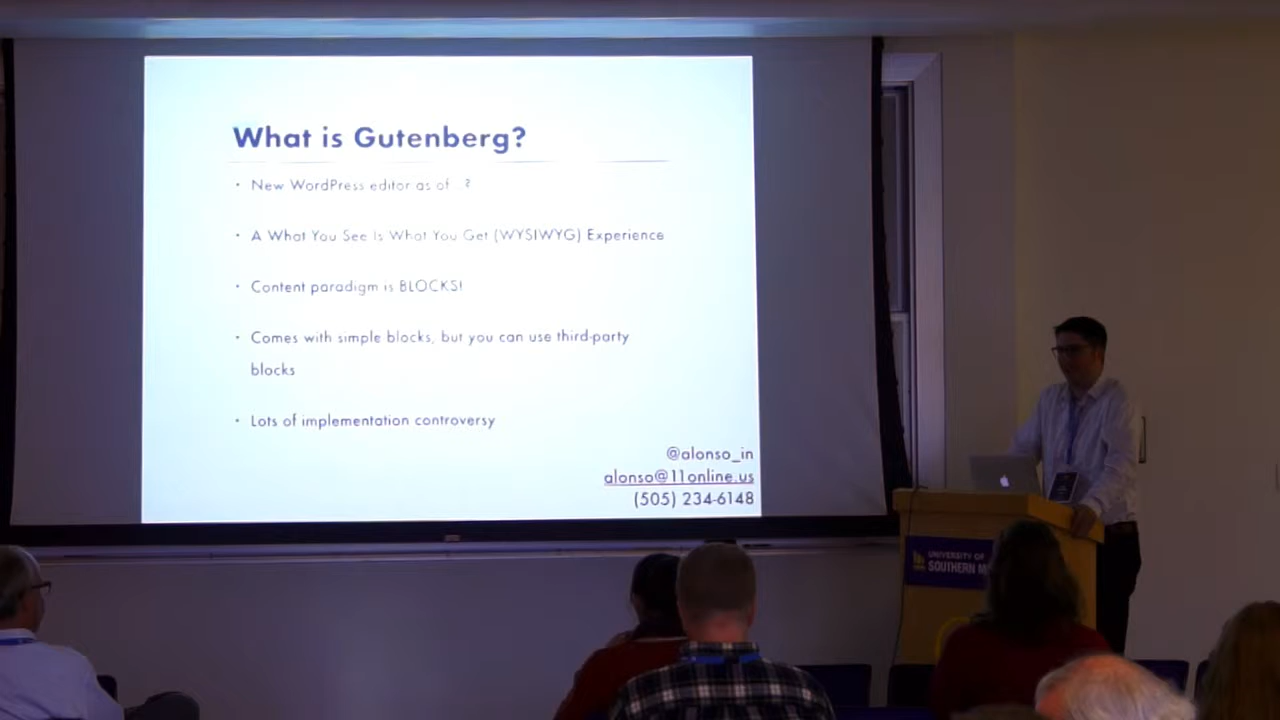 What is Gutenberg?
• New WordPress editor as of...?
• A What You See Is What You Get (WYSIWYG) Experience
• Content paradigm is BLOCKS!
• Comes with simple blocks, but you can use third-party
blocks
• Lots of implementation controversy
@alonso_in
alonso@11online.us
(505) 234-6148
UNIVERSITY OF
SOUTHERN M